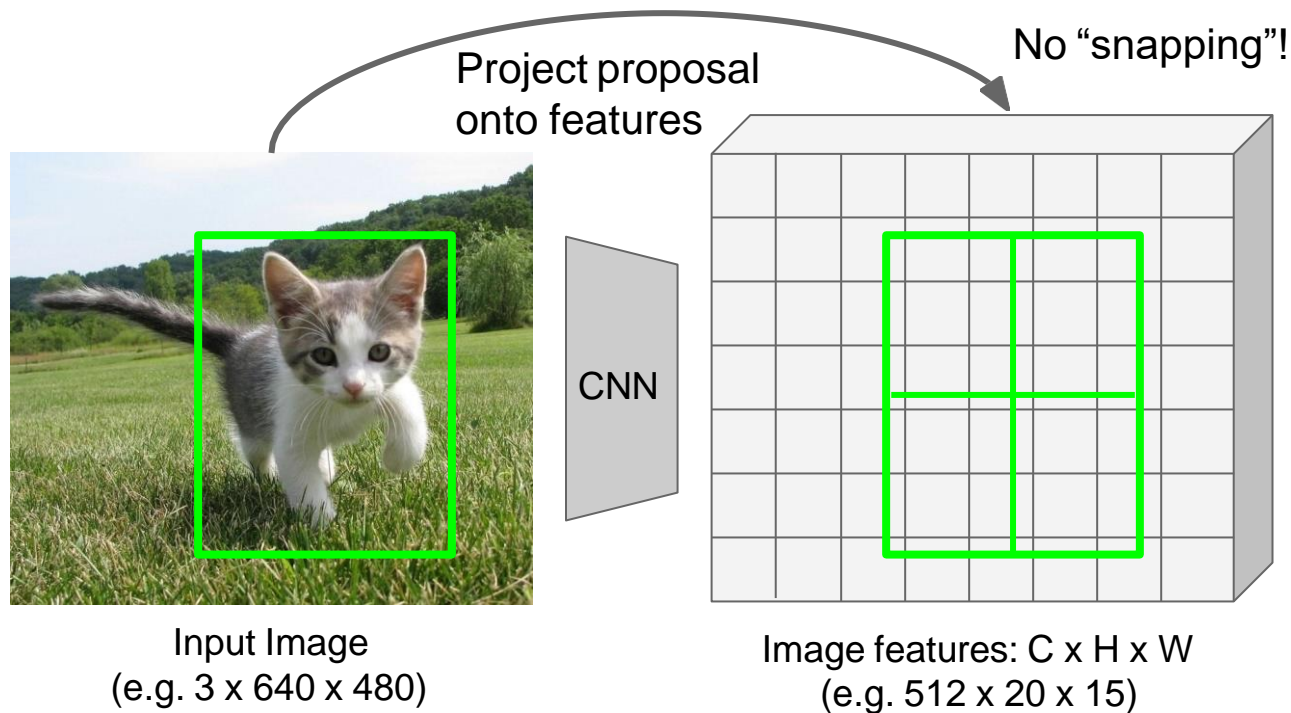 No “snapping”!
Project proposal
onto features
CNN
Input Image
(e.g. 3 x 640 x 480)
Image features: C x H x W
(e.g. 512 x 20 x 15)